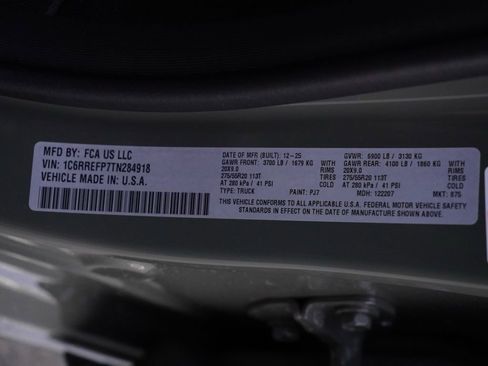 MFD BY: FCA US LLC
VIN: 1C6RREFP7TN284918
VEHICLE MADE IN: U.S.A.
DATE OF MFR (BUILT): 12-25 GVWR: 6900 LB / 3130 KG
GAWR FRONT: 3700 LB / 1679 KG GAWR REAR: 4100 LB / 1860 KG
20X9.0 RIMS 20X9.0 RIMS
275/55R20 113T TIRES 275/55R20 113T TIRES
AT 280 kPa / 41 PSI AT 280 kPa / 41 PSI
TYPE: TRUCK PAINT: PJ7 MDH: 122207 MKT: 875
THIS VEHICLE CONFORMS TO ALL APPLICABLE U.S.A. FEDERAL MOTOR VEHICLE SAFETY
STANDARDS IN EFFECT ON THE DATE OF MANUFACTURE SHOWN ABOVE